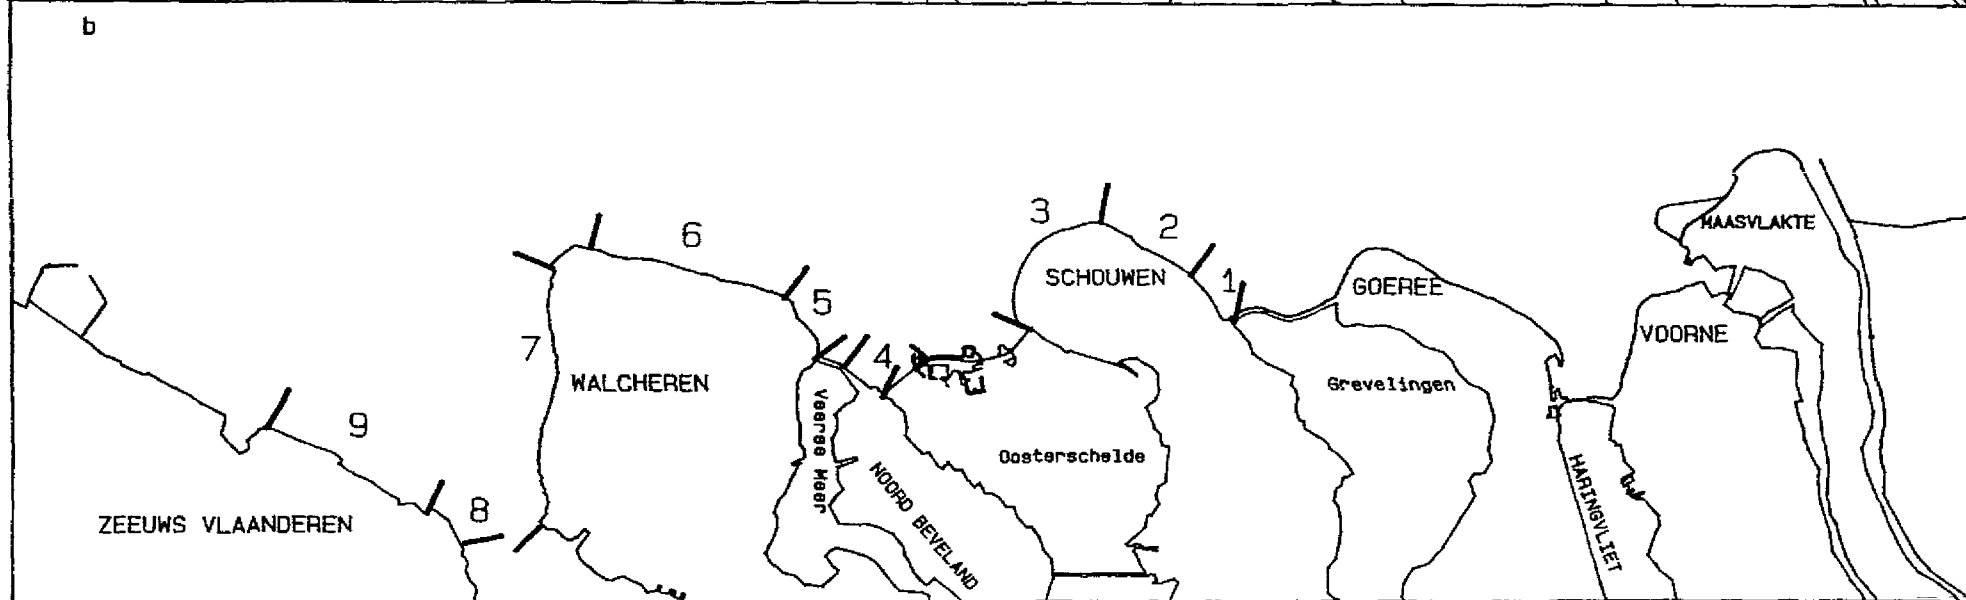 b
MAASVLAKTE
3
2
6
SCHOUWEN
1
GOEREE
5
VOORNE
7
4
WALCHEREN
Grevelingen
Veerse Meer
9
Oosterschelde
NOORD BEVELAND
HARINGVLIET
8
ZEEUWS VLAANDEREN